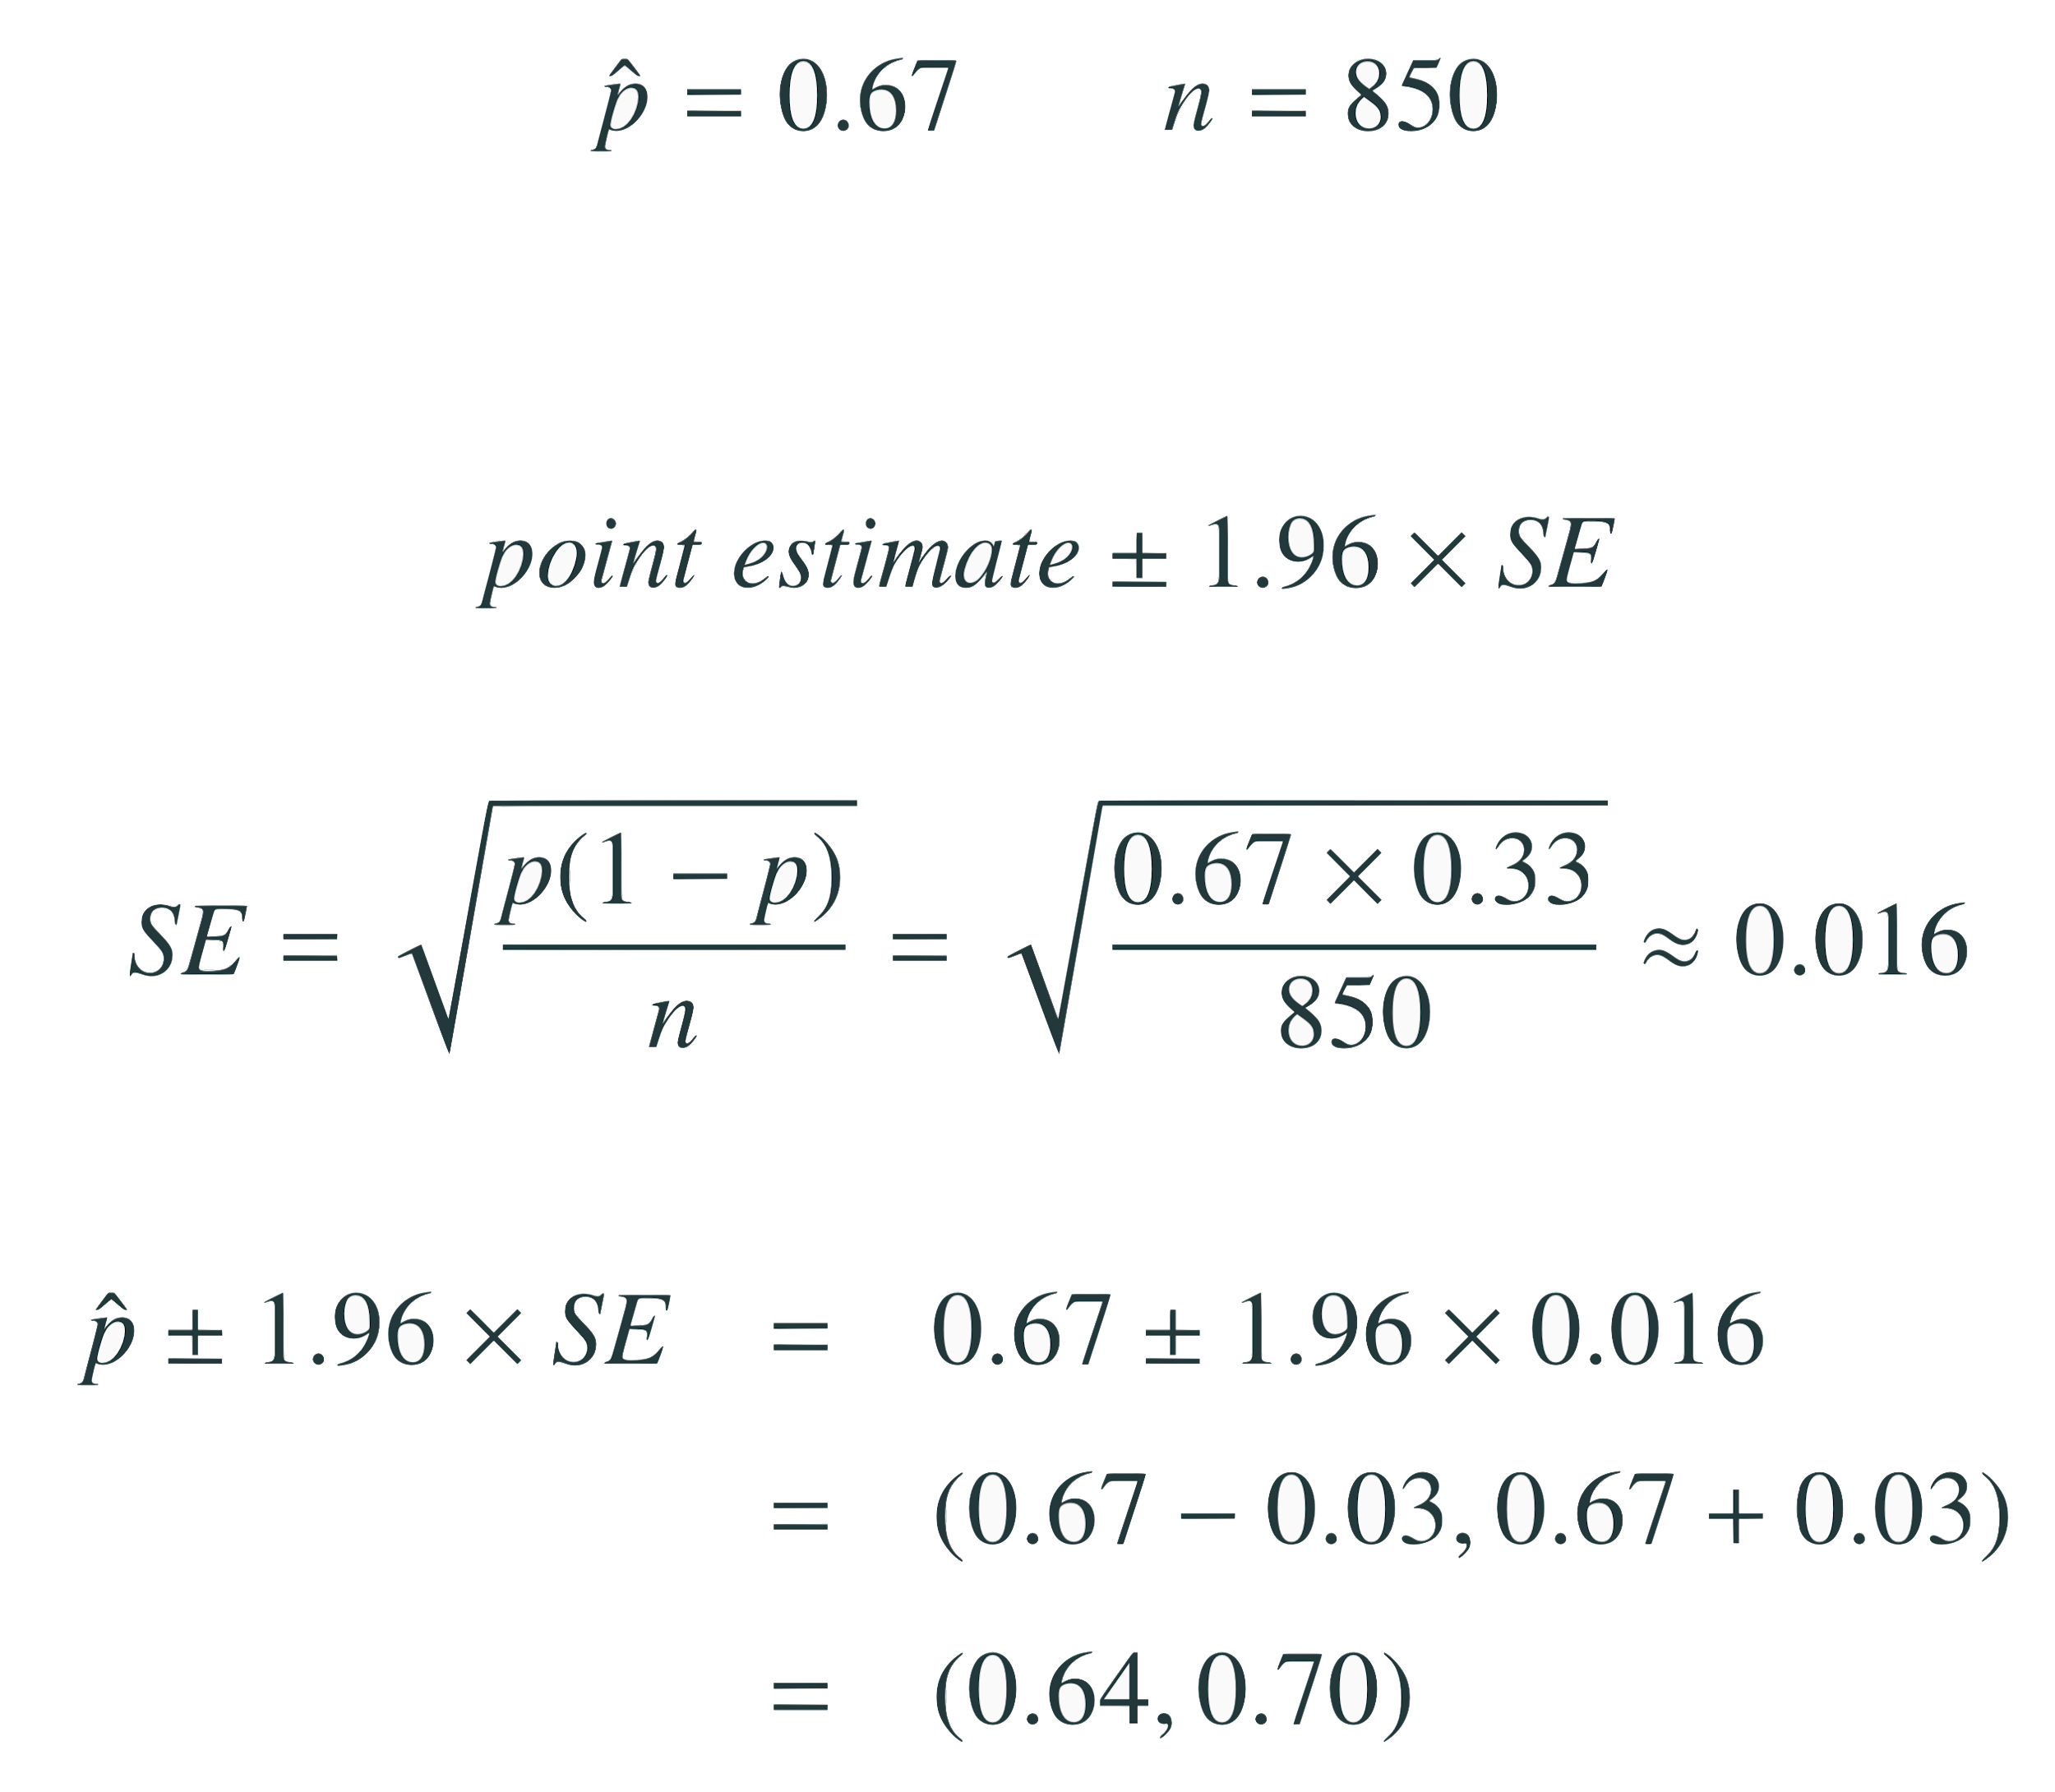 p̂ = 0.67 n = 850
point estimate ± 1.96 × SE
SE = √(p(1 − p)/n) = √(0.67 × 0.33/850) ≈ 0.016
p̂ ± 1.96 × SE = 0.67 ± 1.96 × 0.016
= (0.67 − 0.03, 0.67 + 0.03)
= (0.64, 0.70)